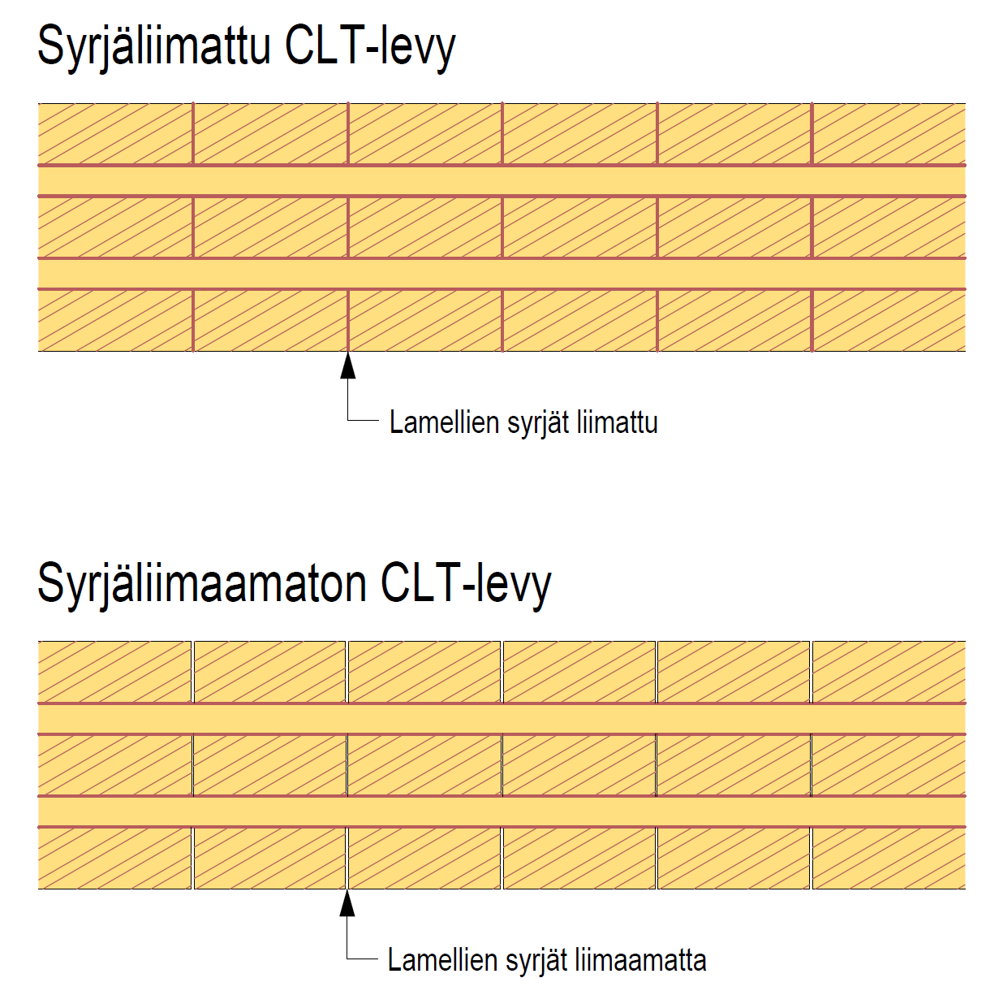 Syrjäliimattu CLT-levy
Lamellien syrjät liimattu
Syrjäliimaamaton CLT-levy
Lamellien syrjät liimaamatta